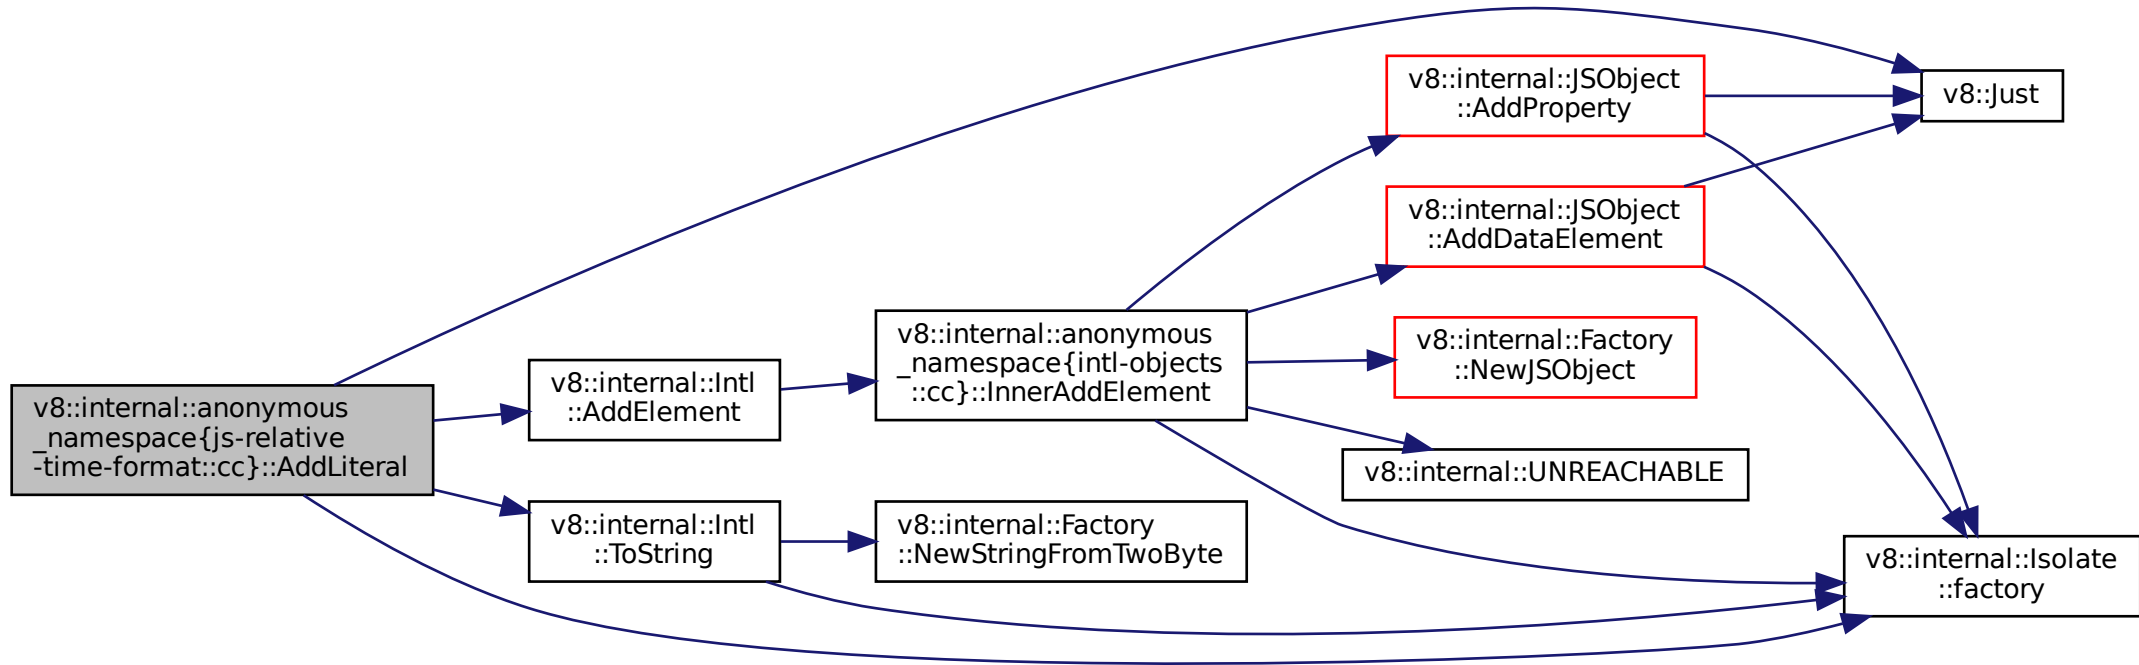 v8::internal::anonymous
_namespace{js-relative
-time-format::cc}::AddLiteral
v8::internal::Intl
::AddElement
v8::internal::Intl
::ToString
v8::internal::anonymous
_namespace{intl-objects
::cc}::InnerAddElement
v8::internal::Factory
::NewStringFromTwoByte
v8::internal::JSObject
::AddProperty
v8::internal::JSObject
::AddDataElement
v8::internal::Factory
::NewJSObject
v8::internal::UNREACHABLE
v8::Just
v8::internal::Isolate
::factory